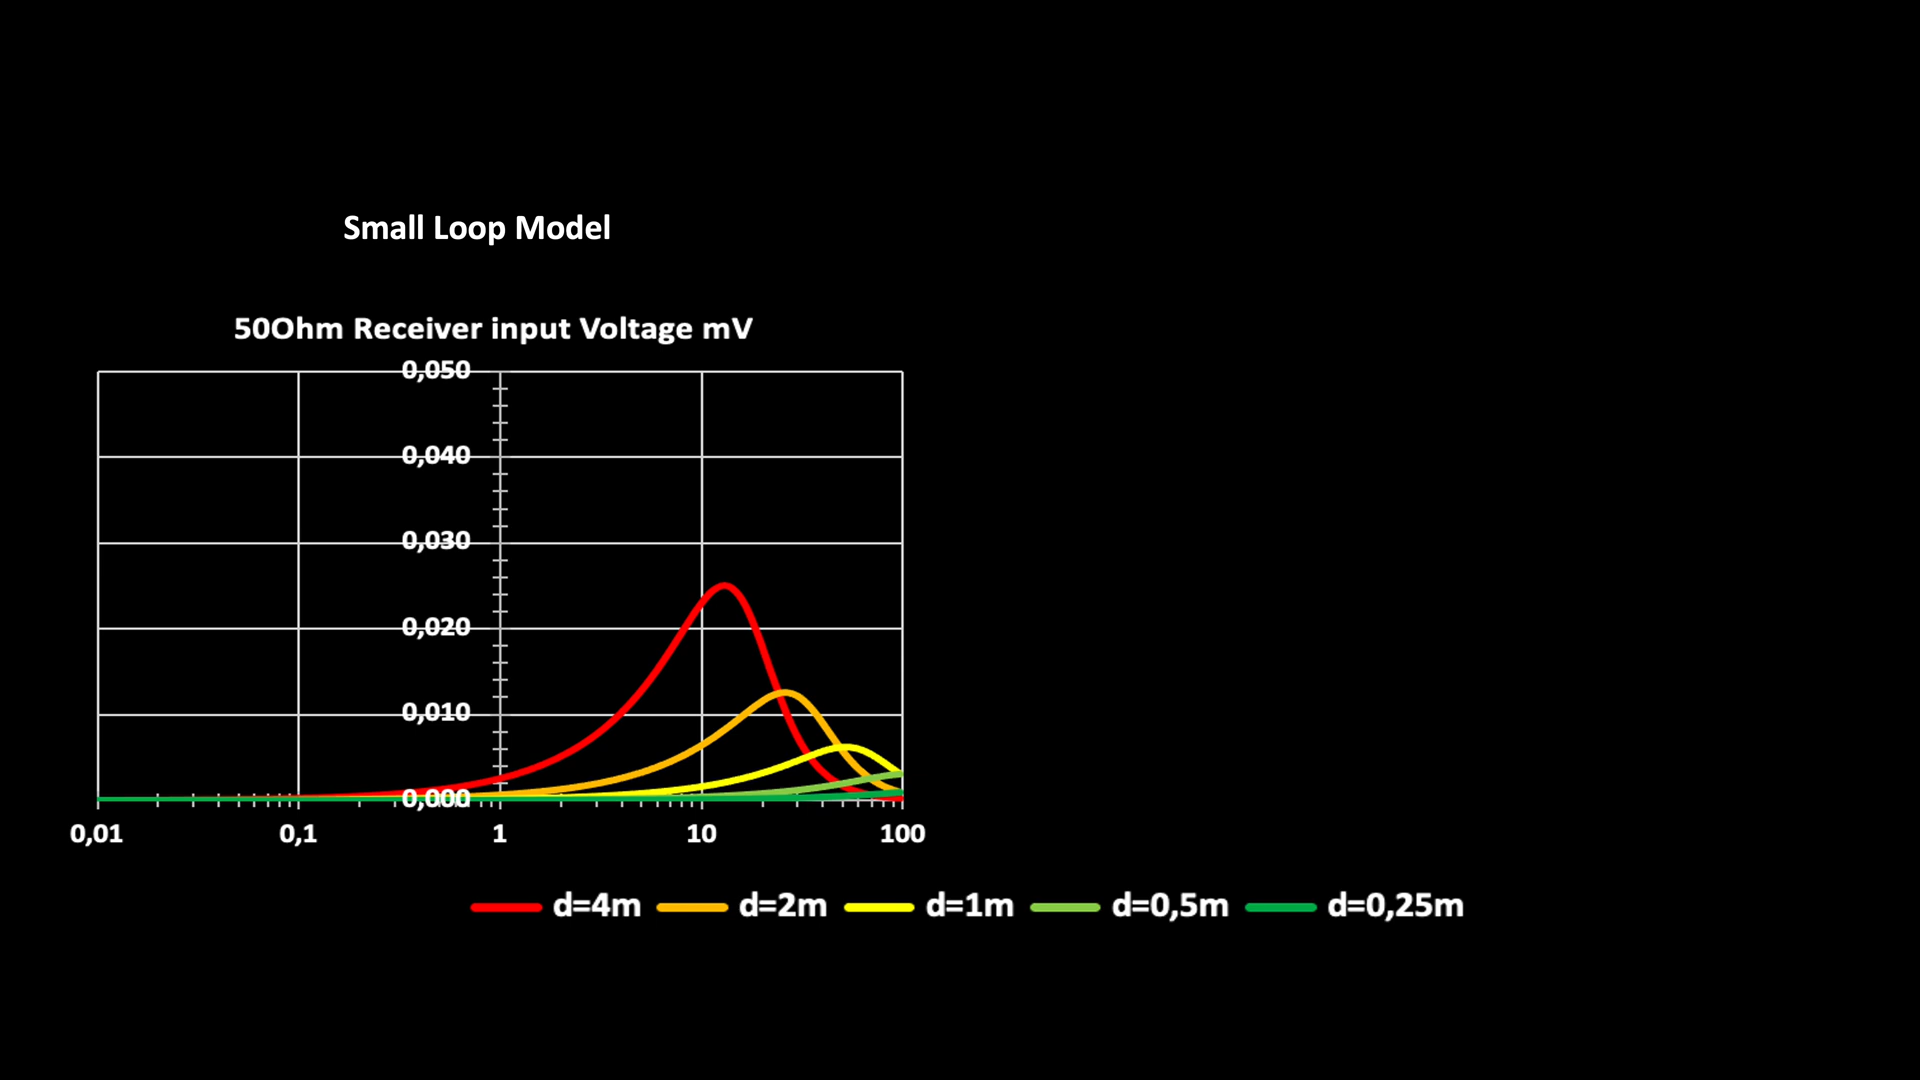 Small Loop Model
50Ohm Receiver input Voltage mV
0,050
0,040
0,030
0,020
0,010
0,000
0,01 0,1 1 10 100
d=4m d=2m d=1m d=0,5m d=0,25m